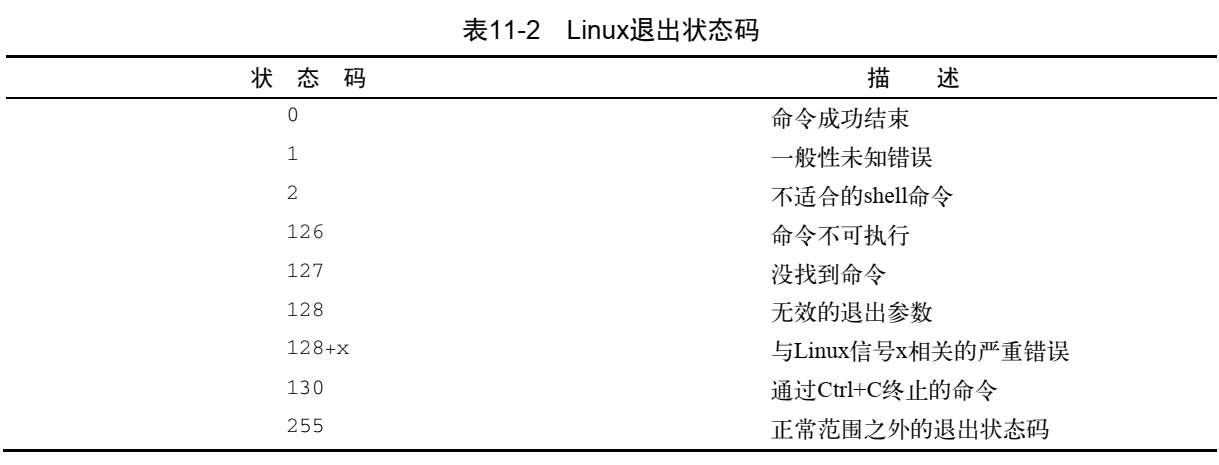 表11-2 Linux退出状态码
状 态 码 描 述
0 命令成功结束
1 一般性未知错误
2 不适合的shell命令
126 命令不可执行
127 没找到命令
128 无效的退出参数
128+x 与Linux信号x相关的严重错误
130 通过Ctrl+C终止的命令
255 正常范围之外的退出状态码